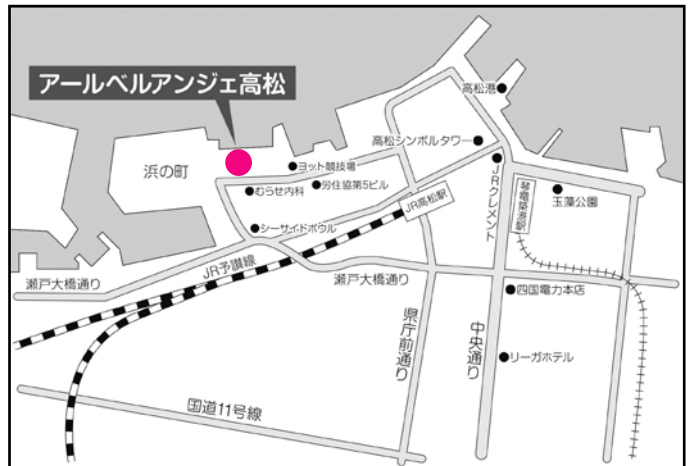 アールベルアンジェ高松
高松港
高松シンボルタワー
ヨット競技場
浜の町
むらせ内科
労住協第5ビル
JRクレメント
琴電築港駅
玉藻公園
JR高松駅
シーサイドボウル
JR予讃線
瀬戸大橋通り
瀬戸大橋通り
四国電力本店
県庁前通り
中央通り
リーガホテル
国道11号線